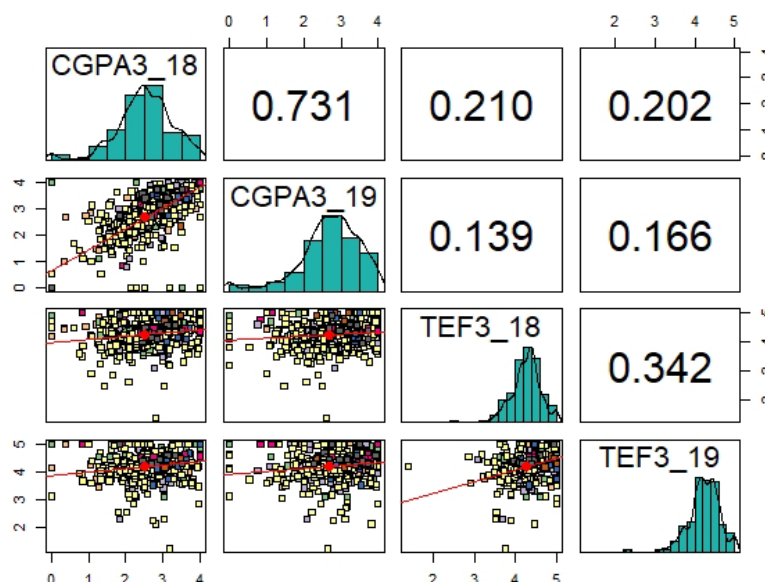 0 1 2 3 4 2 3 4 5
CGPA3_18 0.731 0.210 0.202
0 1 2 3 4 CGPA3_19 0.139 0.166
TEF3_18 0.342
2 3 4 5 TEF3_19
0 1 2 3 4 2 3 4 5